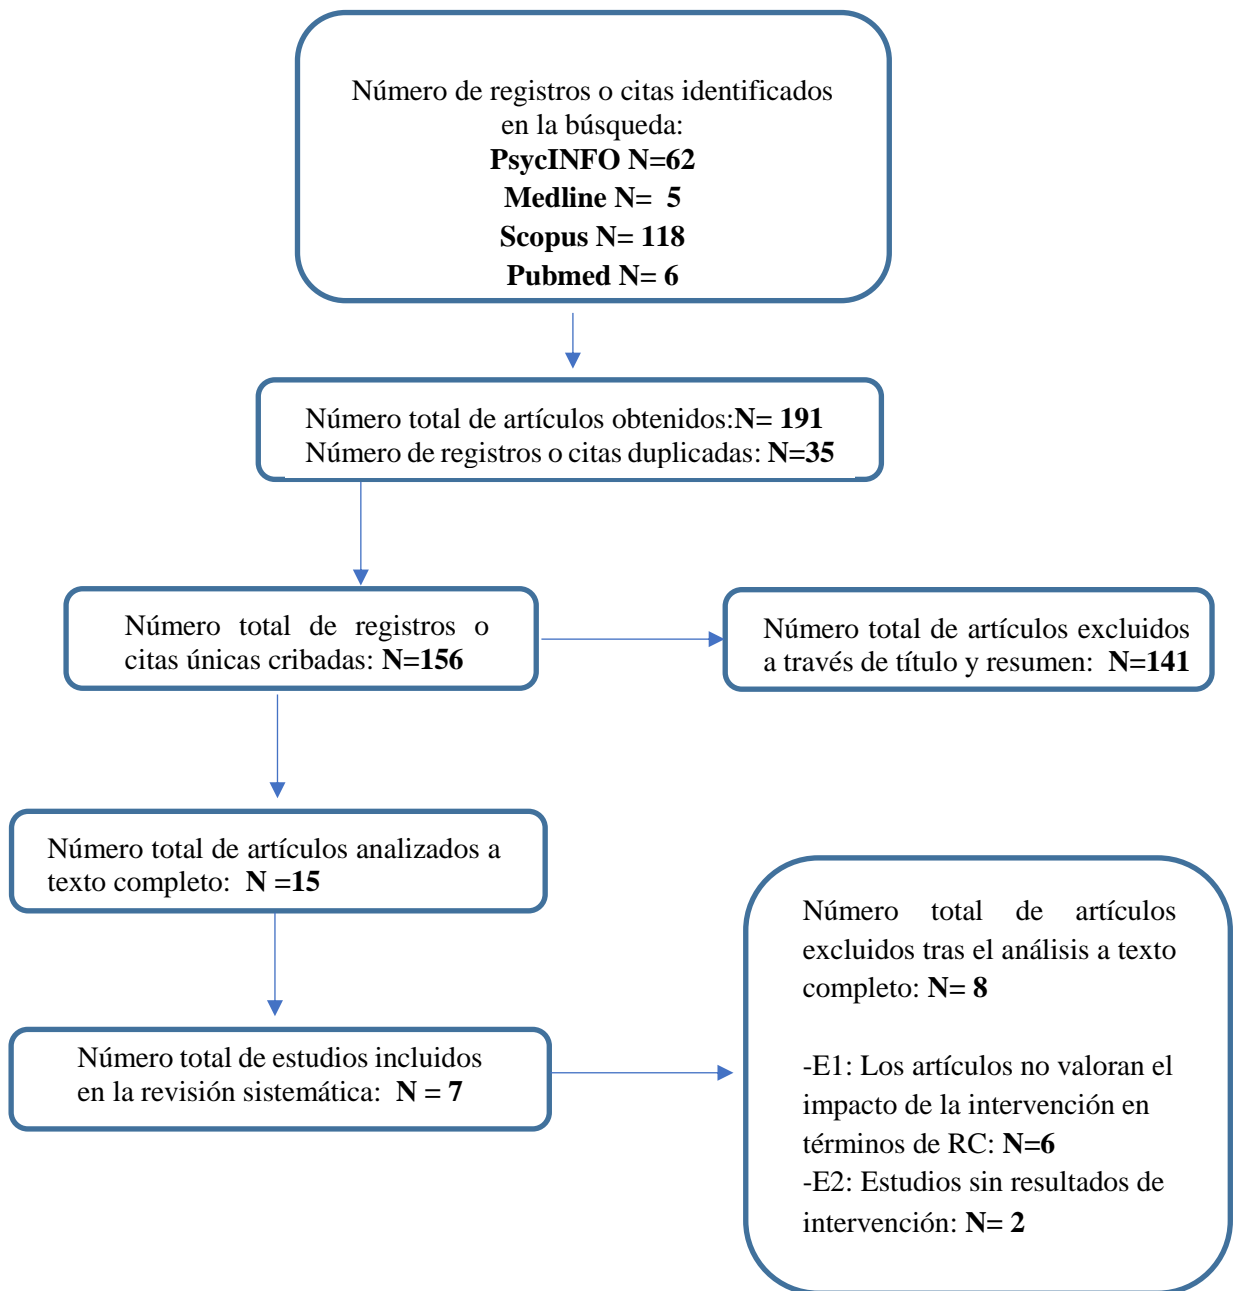 Número de registros o citas identificados
en la búsqueda:
PsycINFO N=62
Medline N= 5
Scopus N= 118
Pubmed N= 6
Número total de artículos obtenidos:N= 191
Número de registros o citas duplicadas: N=35
Número total de registros o
citas únicas cribadas: N=156
Número total de artículos excluidos
a través de título y resumen: N=141
Número total de artículos analizados a
texto completo: N =15
Número total de estudios incluidos
en la revisión sistemática: N = 7
Número total de artículos
excluidos tras el análisis a texto
completo: N= 8
-E1: Los artículos no valoran el
impacto de la intervención en
términos de RC: N=6
-E2: Estudios sin resultados de
intervención: N= 2